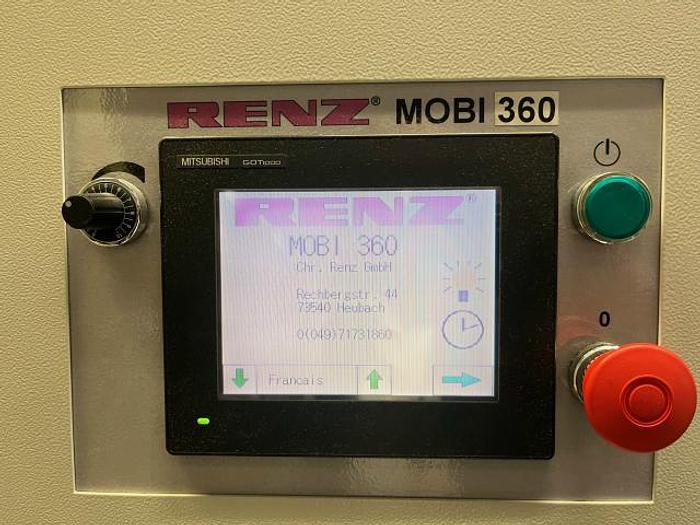 RENZ® MOBI 360
MITSUBISHI GOT1000
RENZ®
MOBI 360
Chr. Renz GmbH
Rechbergstr. 44
73540 Heubach
0(049)71731860
Francais
0